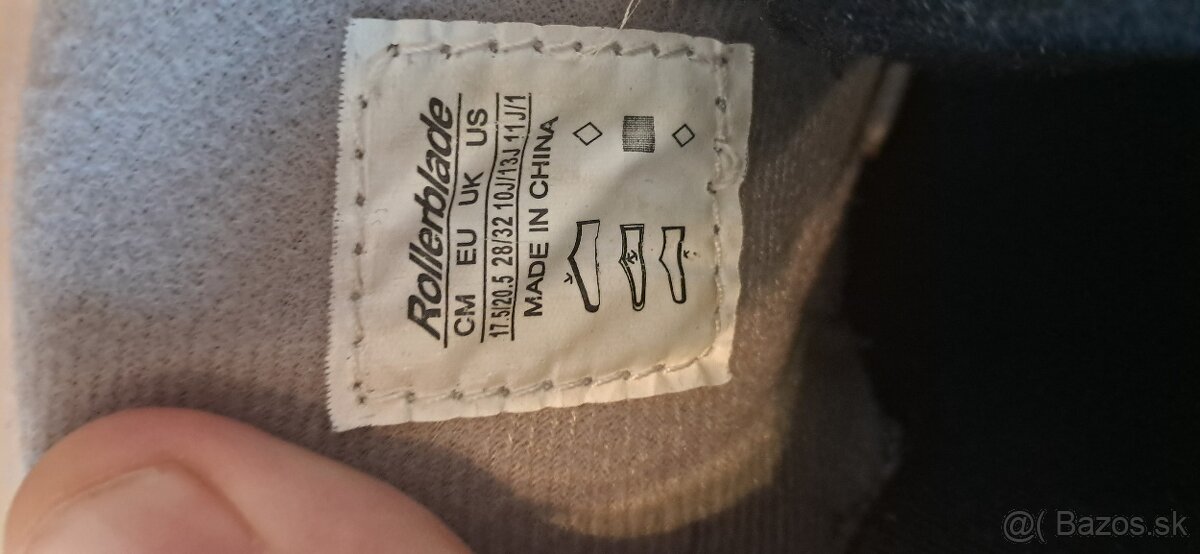 Rollerblade
CM EU UK US
17.5/20.5 28/32 10J/13J 11J/1
MADE IN CHINA
@( Bazos.sk